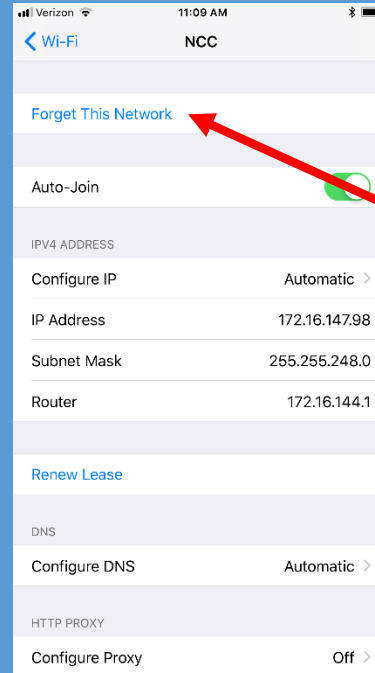 Verizon 11:09 AM
Wi-Fi NCC
Forget This Network
Auto-Join
IPV4 ADDRESS
Configure IP Automatic
IP Address 172.16.147.98
Subnet Mask 255.255.248.0
Router 172.16.144.1
Renew Lease
DNS
Configure DNS Automatic
HTTP PROXY
Configure Proxy Off